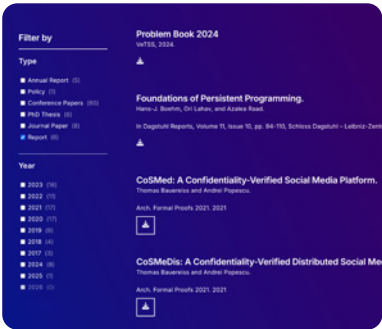 Filter by
Type
Annual Report (5)
Policy (1)
Conference Papers (60)
PhD Thesis (6)
Journal Paper (9)
Report (8)
Year
2023 (16)
2022 (11)
2021 (17)
2020 (17)
2019 (6)
2018 (4)
2017 (3)
2024 (8)
2025 (1)
2026 (0)
Problem Book 2024
VeTSS, 2024.
Foundations of Persistent Programming.
Hans-J. Boehm, Ori Lahav, and Azalea Raad.
In Dagstuhl Reports, Volume 11, Issue 10, pp. 94-110, Schloss Dagstuhl – Leibniz-Zent
CoSMed: A Confidentiality-Verified Social Media Platform.
Thomas Bauereiss and Andrei Popescu.
Arch. Formal Proofs 2021. 2021
CoSMeDis: A Confidentiality-Verified Distributed Social Me
Thomas Bauereiss and Andrei Popescu.
Arch. Formal Proofs 2021. 2021